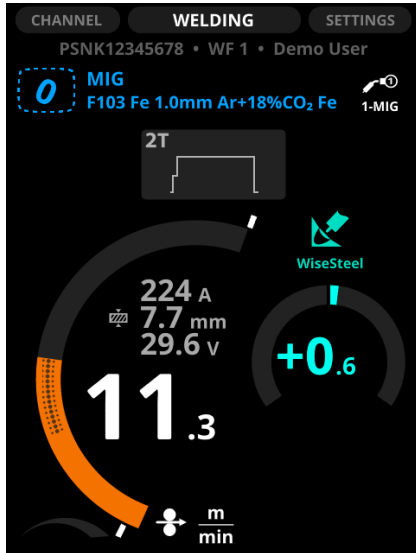 CHANNEL WELDING SETTINGS
PSNK12345678 • WF 1 • Demo User
0 MIG
F103 Fe 1.0mm Ar+18%CO₂ Fe
1
1-MIG
2T
WiseSteel
224 A
7.7 mm
29.6 V
+0.6
11.3
m
min